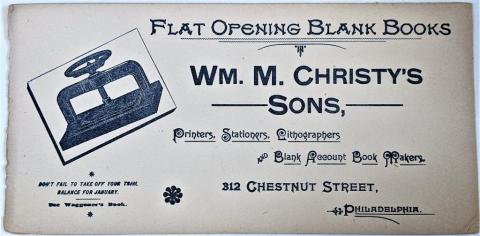 FLAT OPENING BLANK BOOKS
WM. M. CHRISTY'S
SONS,
Printers, Stationers, Lithographers
AND Blank Account Book Makers,
312 CHESTNUT STREET,
PHILADELPHIA.
DON'T FAIL TO TAKE OFF YOUR TRIAL
BALANCE FOR JANUARY.
See Waggoner's Book.